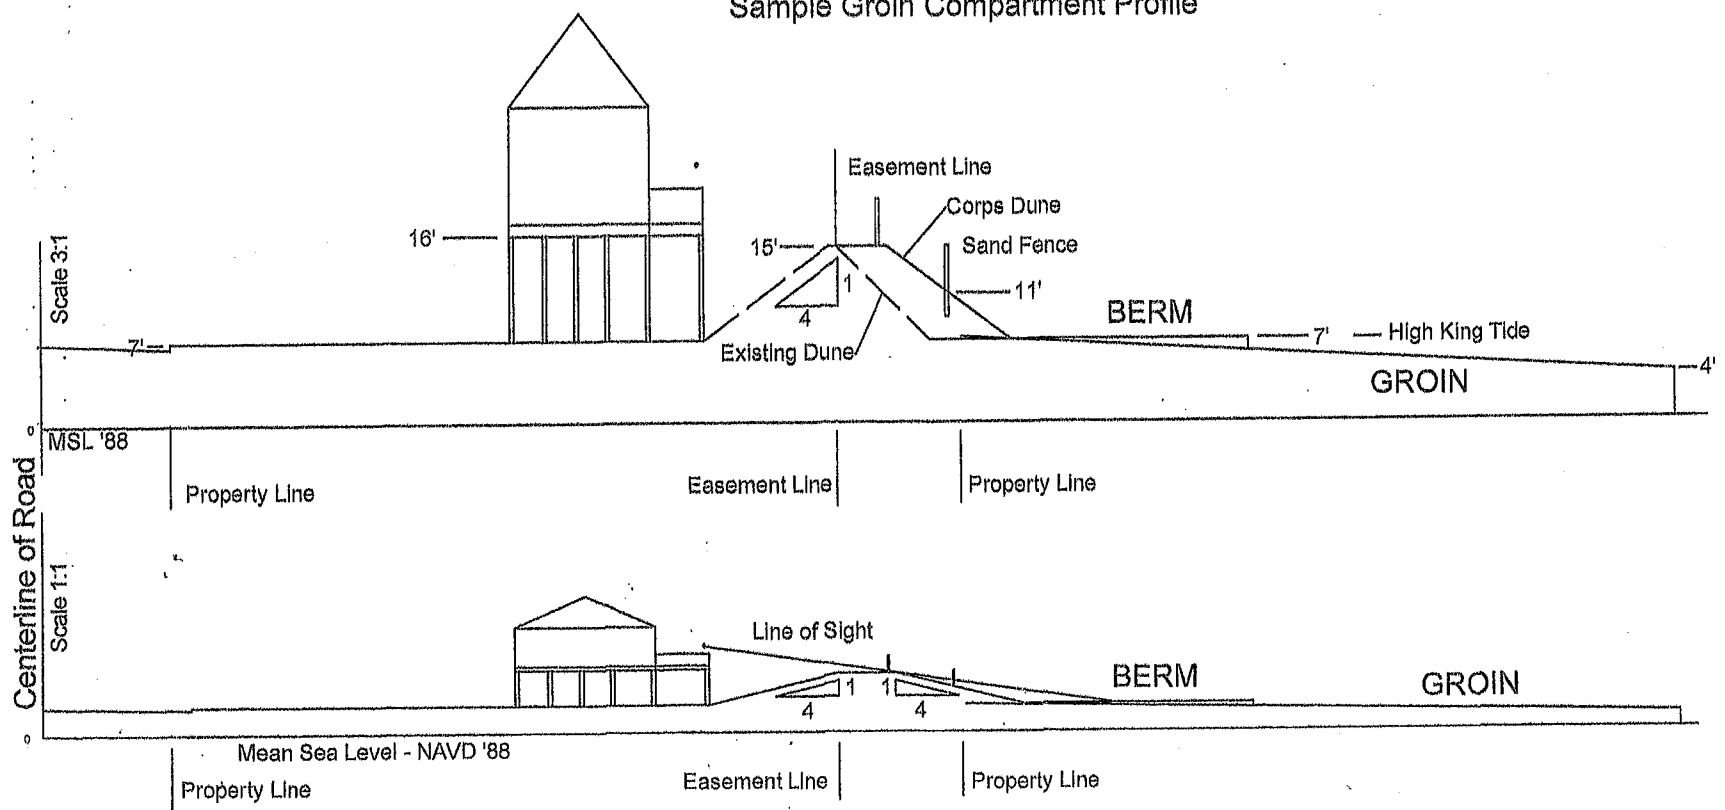 Sample Groin Compartment Profile
Easement Line
Corps Dune
16'
15'
Sand Fence
Scale 3:1
1
11'
4
BERM
7'
Existing Dune
7'
High King Tide
4'
GROIN
0'
MSL '88
Property Line
Easement Line
Property Line
Centerline of Road
Scale 1:1
Line of Sight
BERM
GROIN
1
1
4
4
0
Mean Sea Level - NAVD '88
Property Line
Easement Line
Property Line